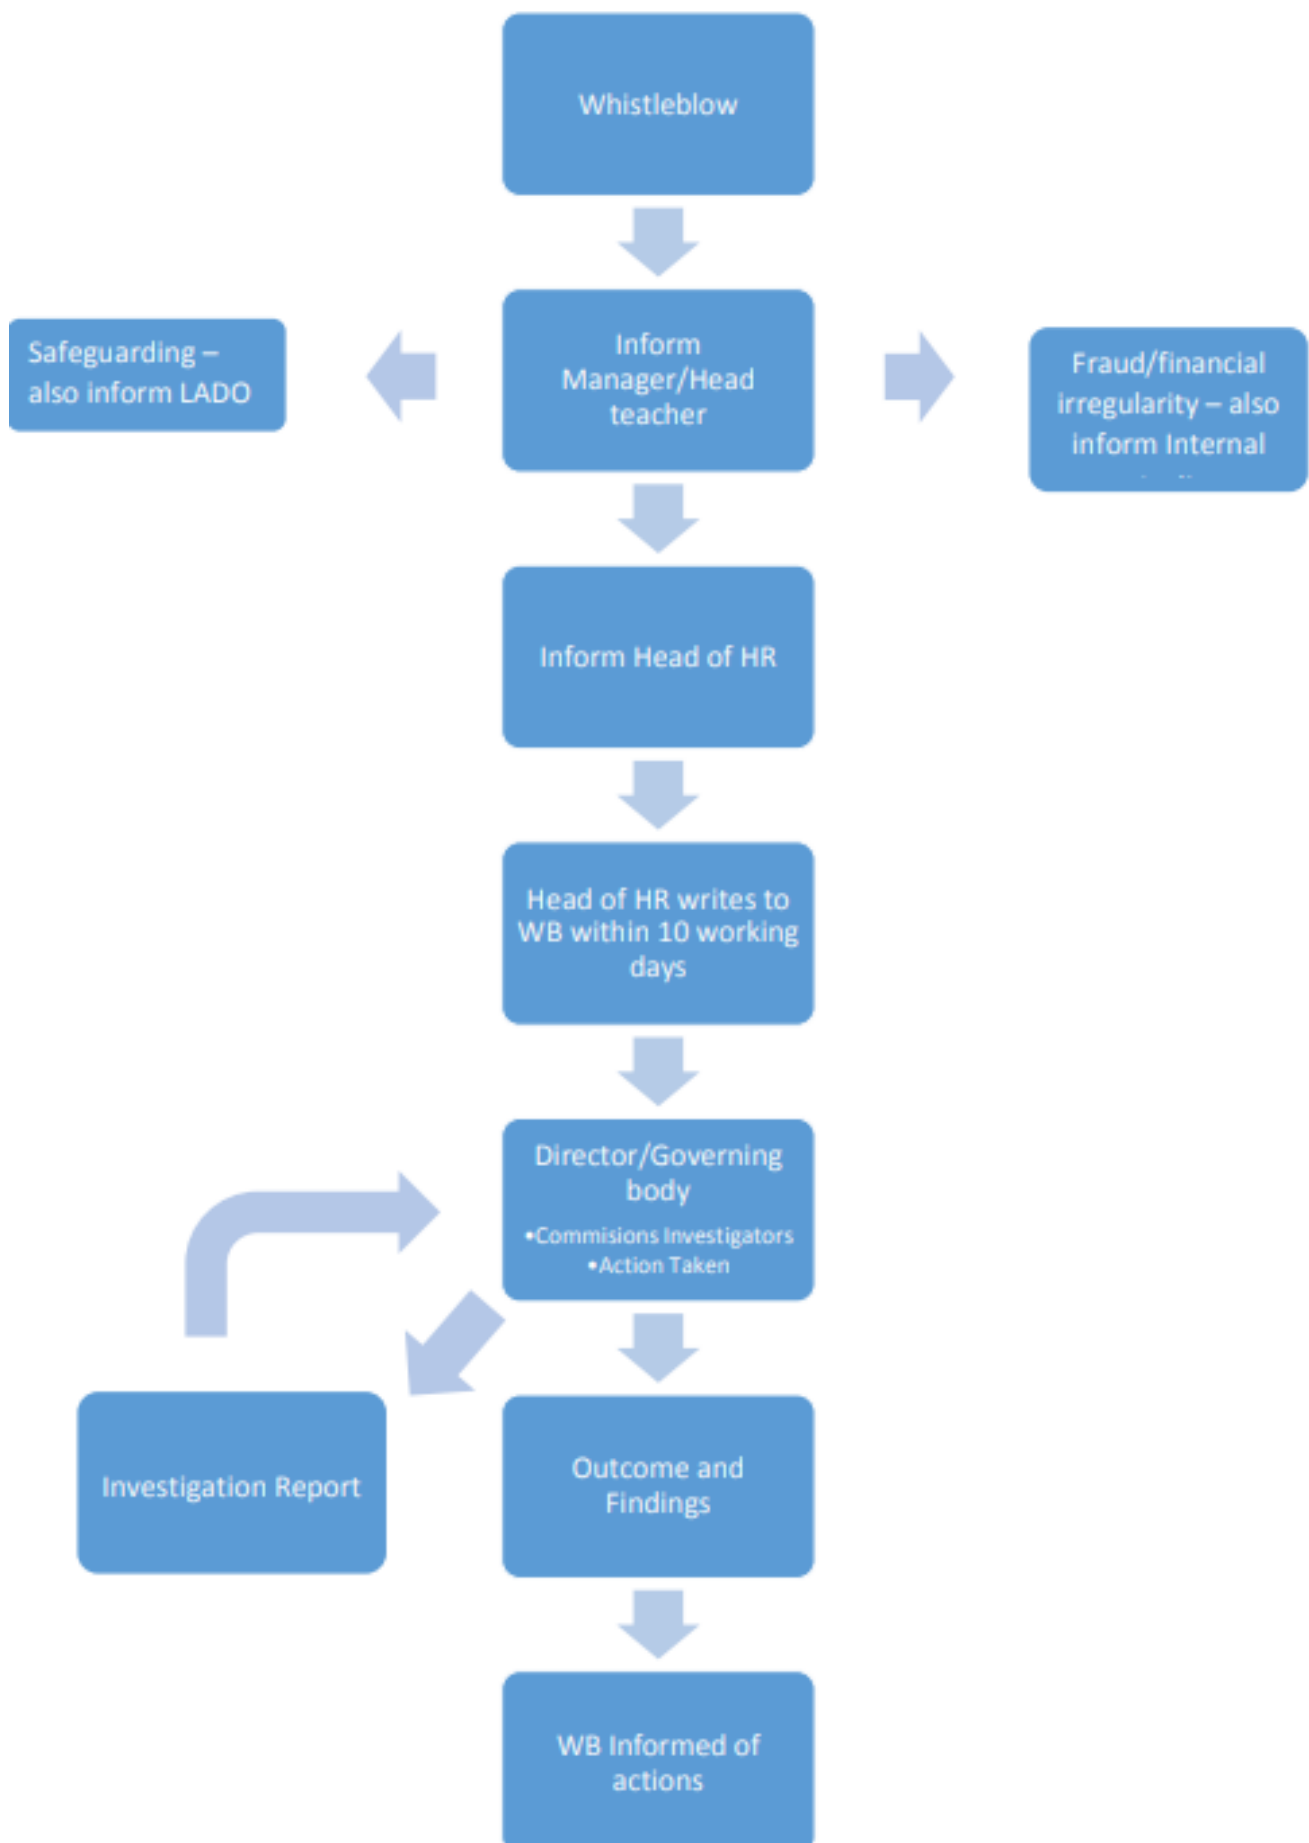 Whistleblow
Safeguarding –
also inform LADO
Inform
Manager/Head
teacher
Fraud/financial
irregularity – also
inform Internal
Inform Head of HR
Head of HR writes to
WB within 10 working
days
Director/Governing
body
•Commisions Investigators
•Action Taken
Investigation Report
Outcome and
Findings
WB Informed of
actions